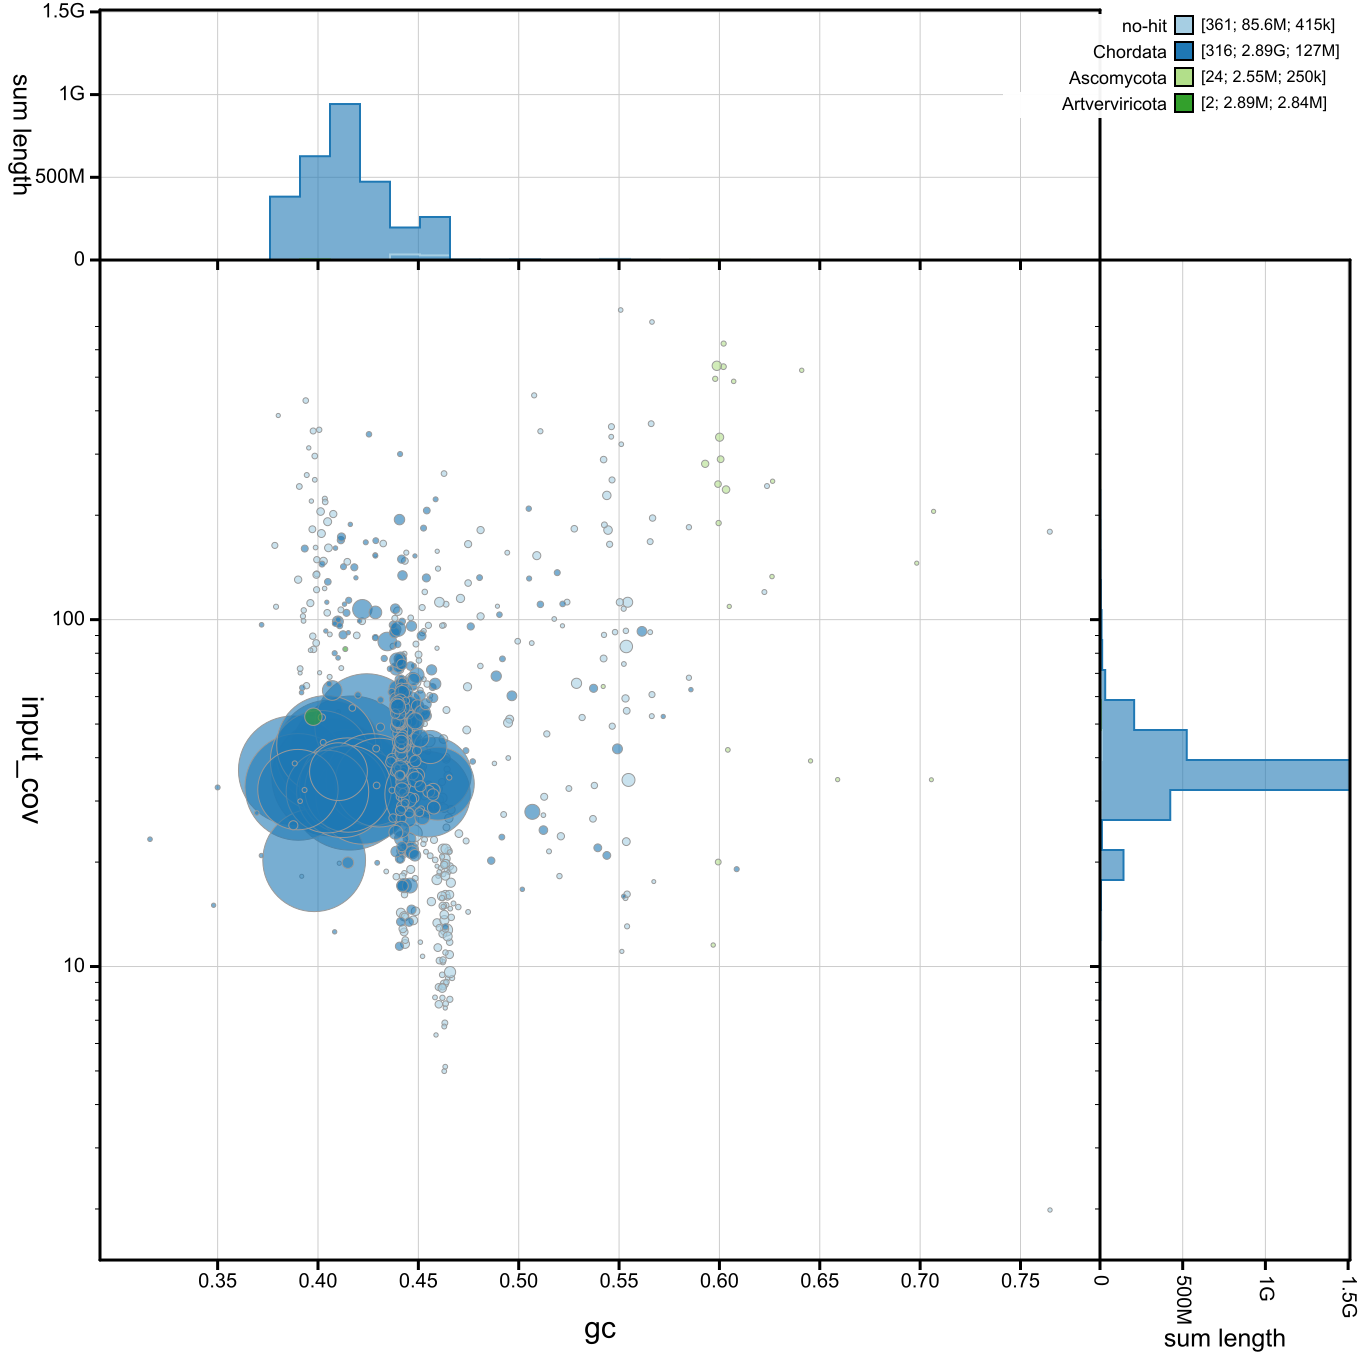 1.5G
1G
500M
0
sum length
no-hit [361; 85.6M; 415k]
Chordata [316; 2.89G; 127M]
Ascomycota [24; 2.55M; 250k]
Artverviricota [2; 2.89M; 2.84M]
100
10
input_cov
0.35 0.40 0.45 0.50 0.55 0.60 0.65 0.70 0.75
gc
0 500M 1G 1.5G
sum length